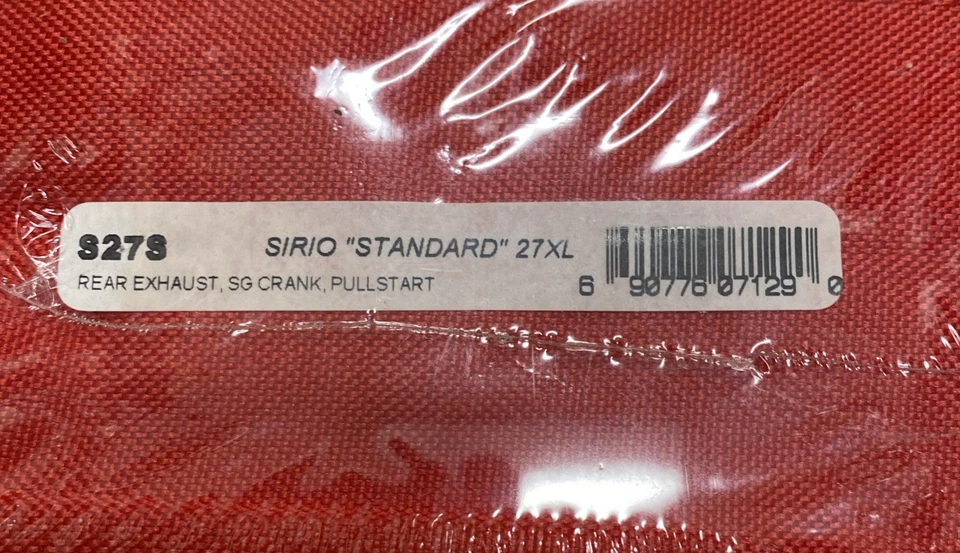 S27S SIRIO "STANDARD" 27XL
REAR EXHAUST, SG CRANK, PULLSTART
6 90776 07129 0